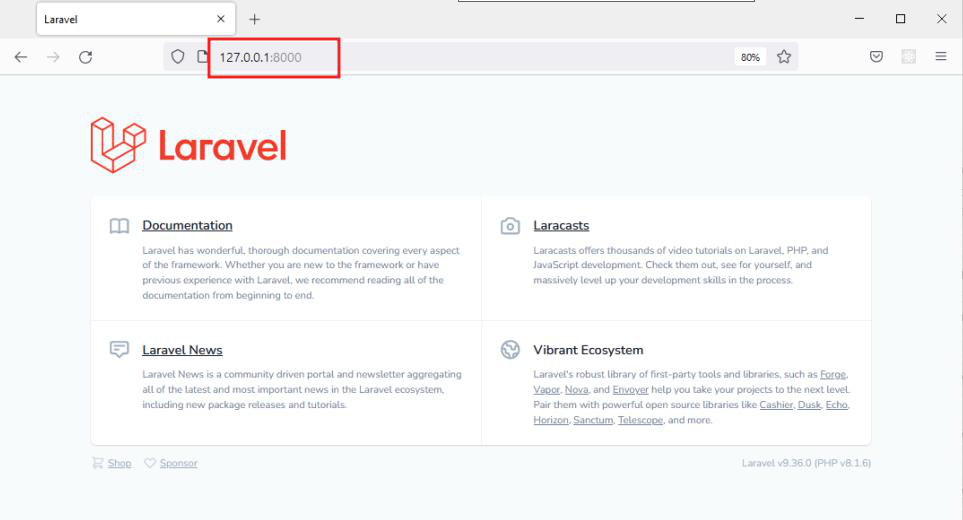 Laravel
127.0.0.1:8000
80%
Laravel
Documentation
Laravel has wonderful, thorough documentation covering every aspect
of the framework. Whether you are new to the framework or have
previous experience with Laravel, we recommend reading all of the
documentation from beginning to end.
Laracasts
Laracasts offers thousands of video tutorials on Laravel, PHP, and
JavaScript development. Check them out, see for yourself, and
massively level up your development skills in the process.
Laravel News
Laravel News is a community driven portal and newsletter aggregating
all of the latest and most important news in the Laravel ecosystem,
including new package releases and tutorials.
Vibrant Ecosystem
Laravel's robust library of first-party tools and libraries, such as Forge,
Vapor, Nova, and Envoyer help you take your projects to the next level.
Pair them with powerful open source libraries like Cashier, Dusk, Echo,
Horizon, Sanctum, Telescope, and more.
Shop Sponsor
Laravel v9.36.0 (PHP v8.1.6)